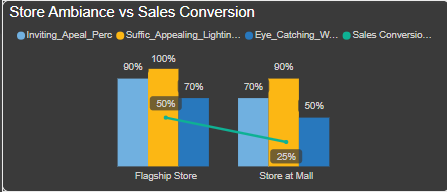 Store Ambiance vs Sales Conversion
Inviting_Apeal_Perc Suffic_Appealing_Lightin... Eye_Catching_W... Sales Conversio...
100%
90% 90%
70% 70%
50% 50%
25%
Flagship Store Store at Mall